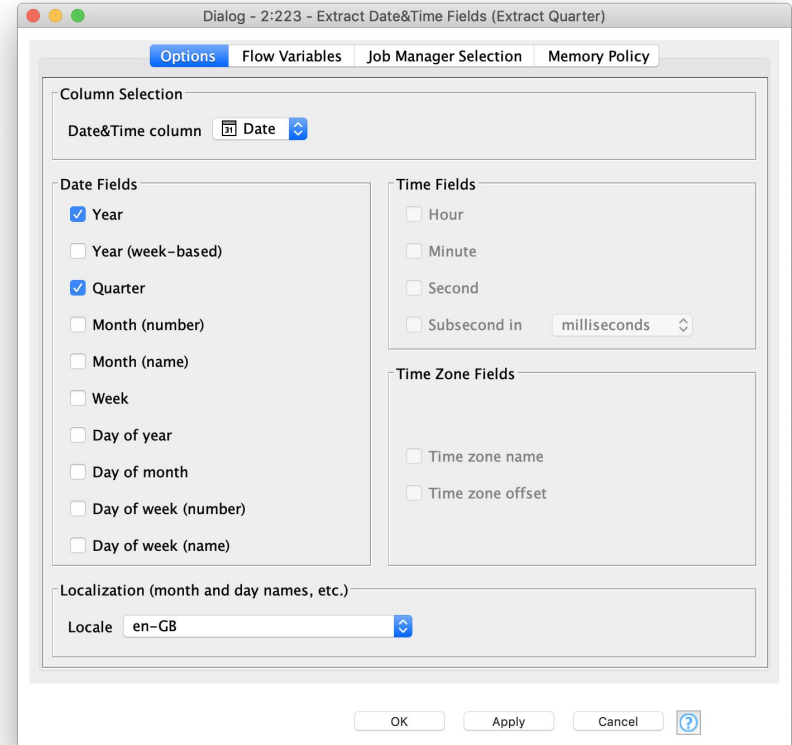 Dialog - 2:223 - Extract Date&Time Fields (Extract Quarter)
Options Flow Variables Job Manager Selection Memory Policy
Column Selection
Date&Time column 31 Date
Date Fields
Year
Year (week-based)
Quarter
Month (number)
Month (name)
Week
Day of year
Day of month
Day of week (number)
Day of week (name)
Time Fields
Hour
Minute
Second
Subsecond in milliseconds
Time Zone Fields
Time zone name
Time zone offset
Localization (month and day names, etc.)
Locale en-GB
OK Apply Cancel ?